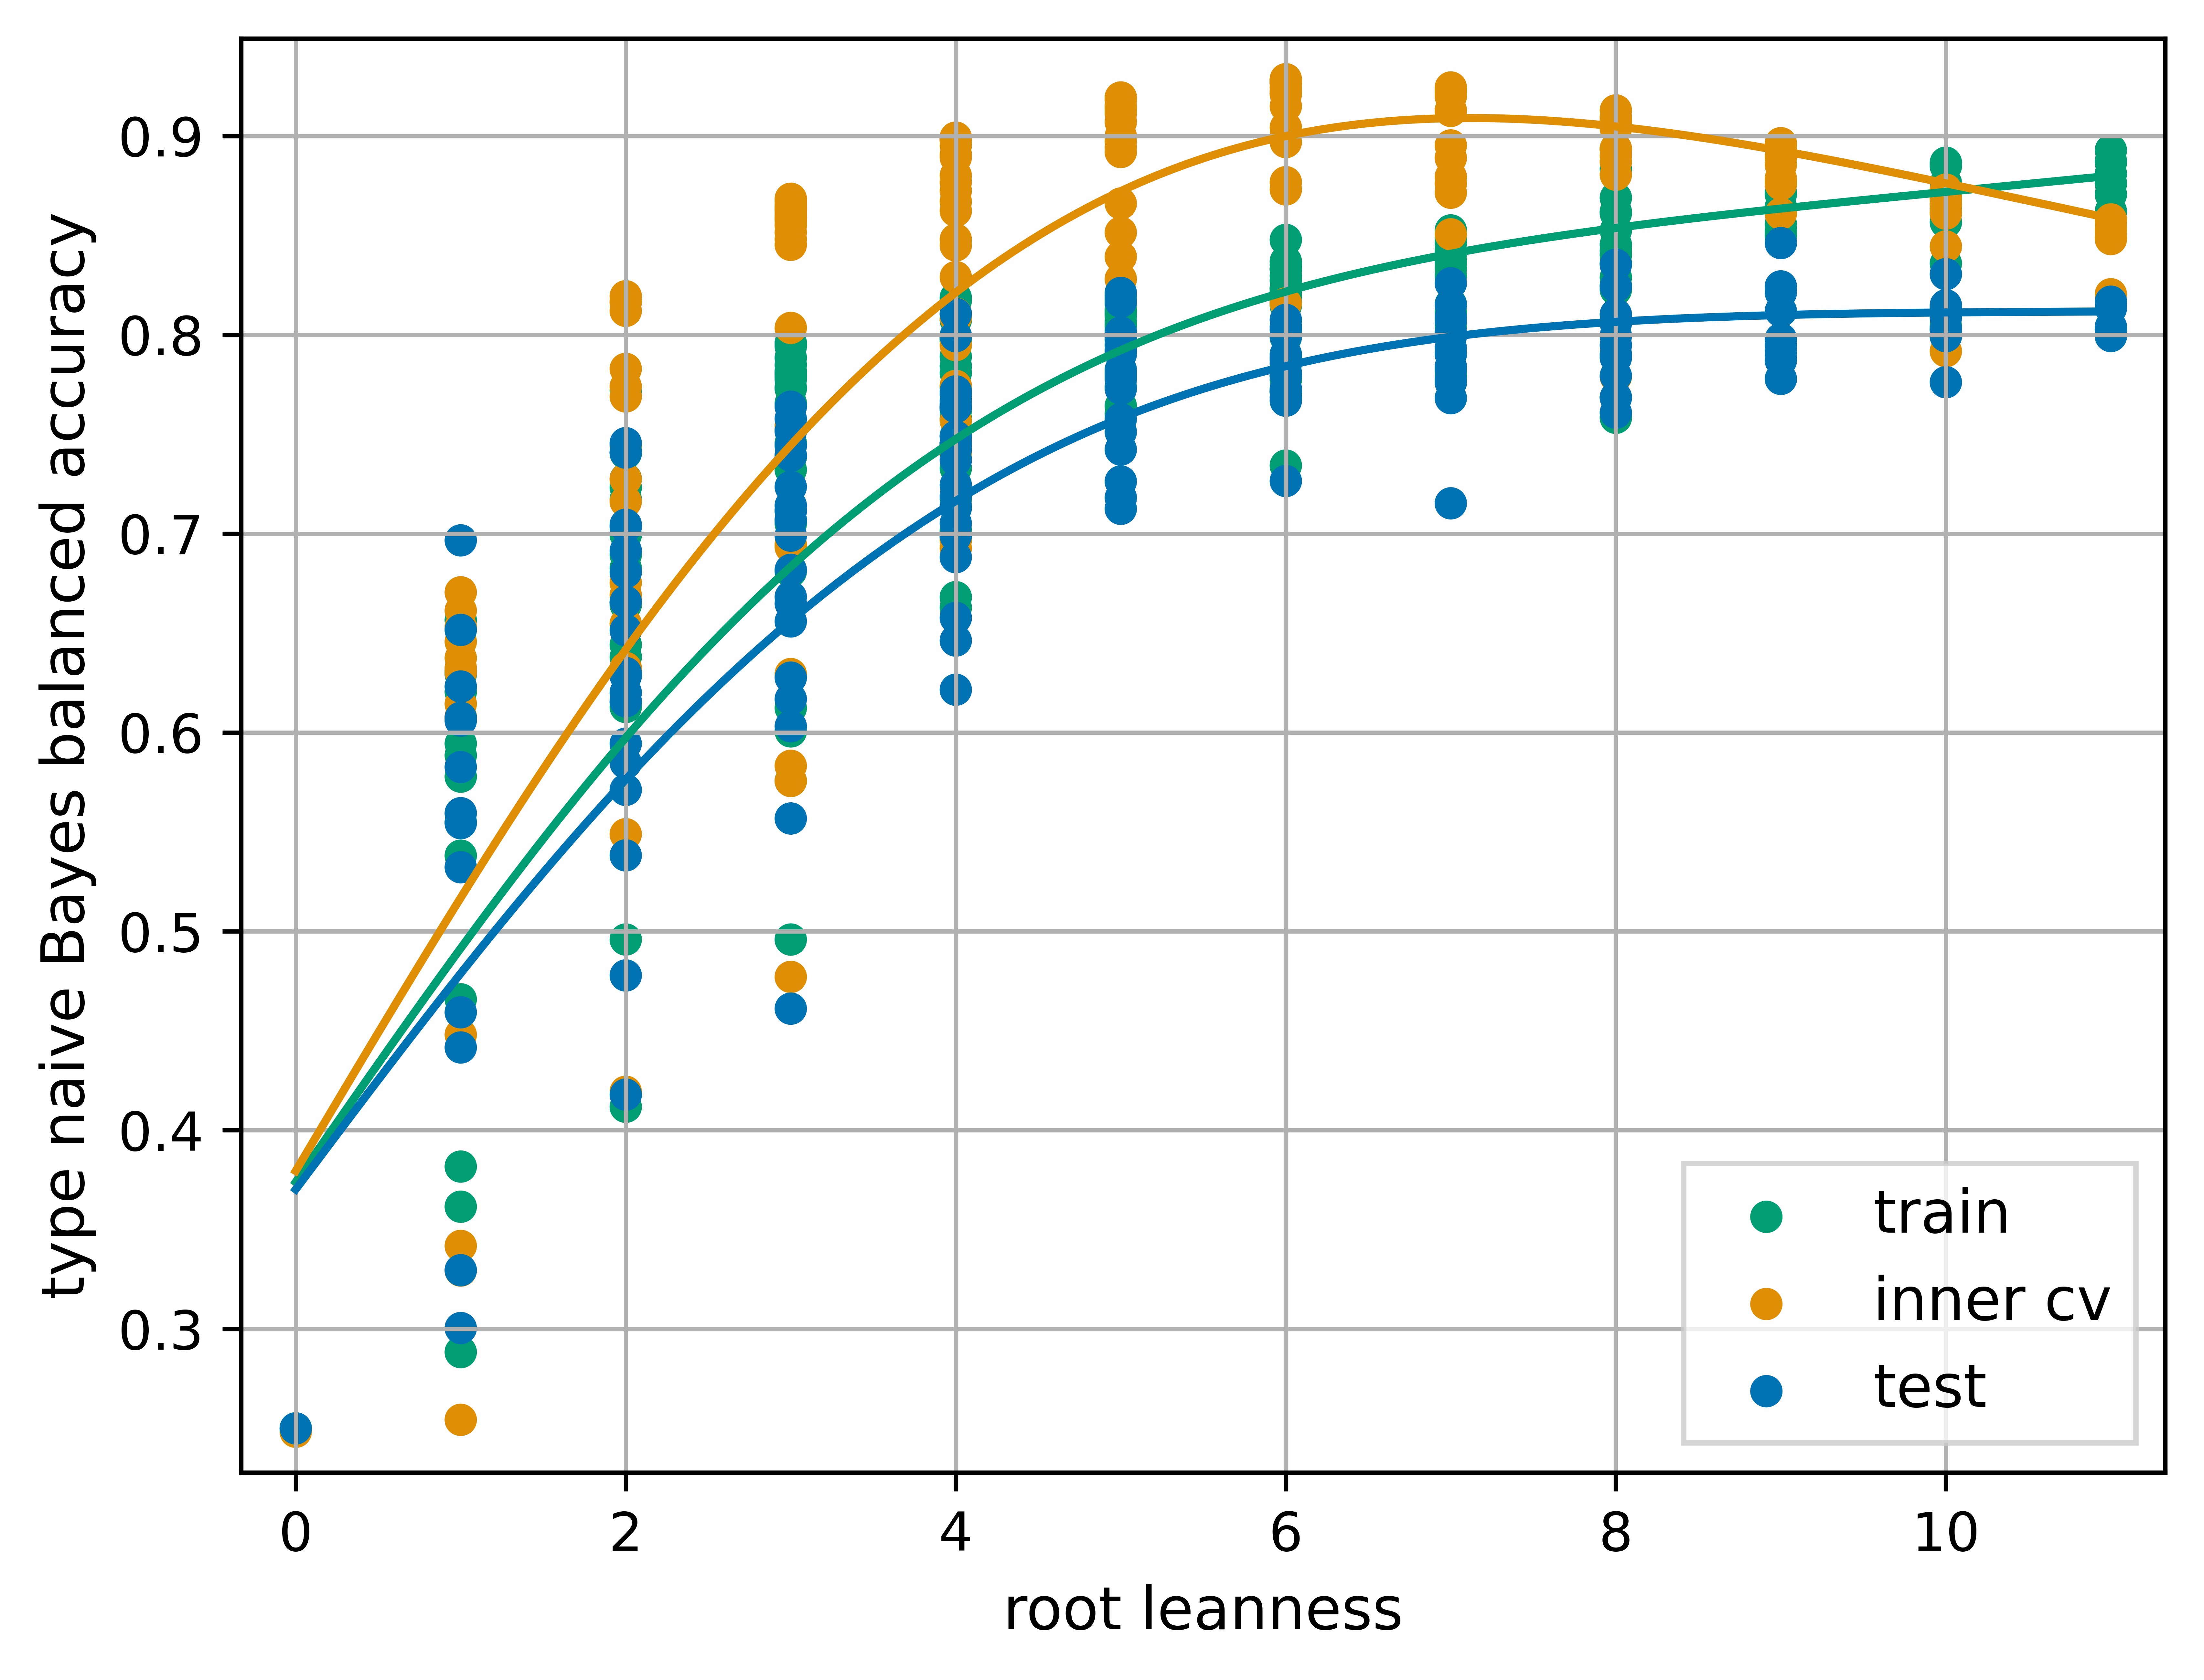 type naive Bayes balanced accuracy
0.9
0.8
0.7
0.6
0.5
0.4
0.3
0
2
4
6
8
10
root leanness
train
inner cv
test